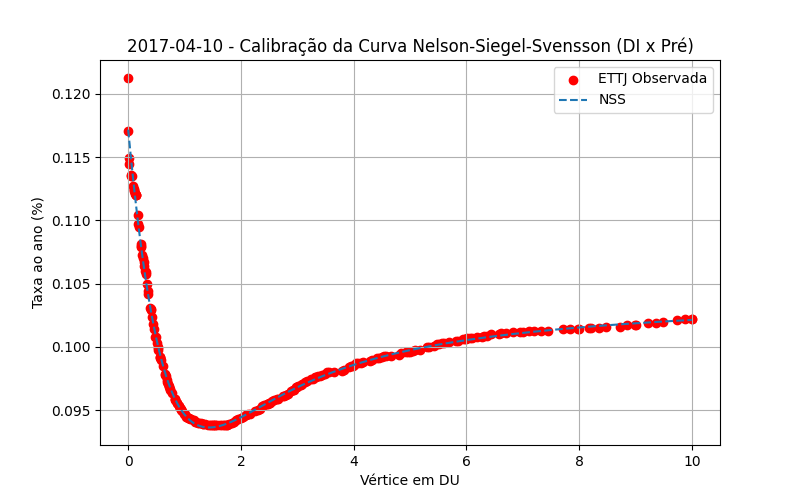 2017-04-10 - Calibração da Curva Nelson-Siegel-Svensson (DI x Pré)
ETTJ Observada
NSS
0.120
0.115
0.110
0.105
0.100
0.095
Taxa ao ano (%)
0 2 4 6 8 10
Vértice em DU